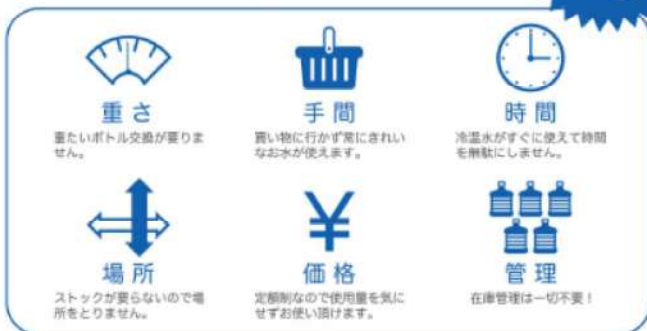 重さ
重たいボトル交換が要りま
せん。
手間
買い物に行かず常にきれい
なお水が使えます。
時間
冷温水がすぐに使えて時間
を無駄にしません。
場所
ストックが要らないので場
所をとりません。
¥
価格
定額制なので使用量を気に
せずお使い頂けます。
管理
在庫管理は一切不要！